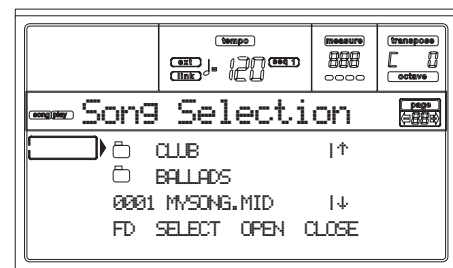 tempo measure transpose
ext link ♩= 120 seq 1 888 C 0
octave
song play Song Selection page
CLUB |↑
BALLADS
0001 MYSONG.MID |↓
FD SELECT OPEN CLOSE